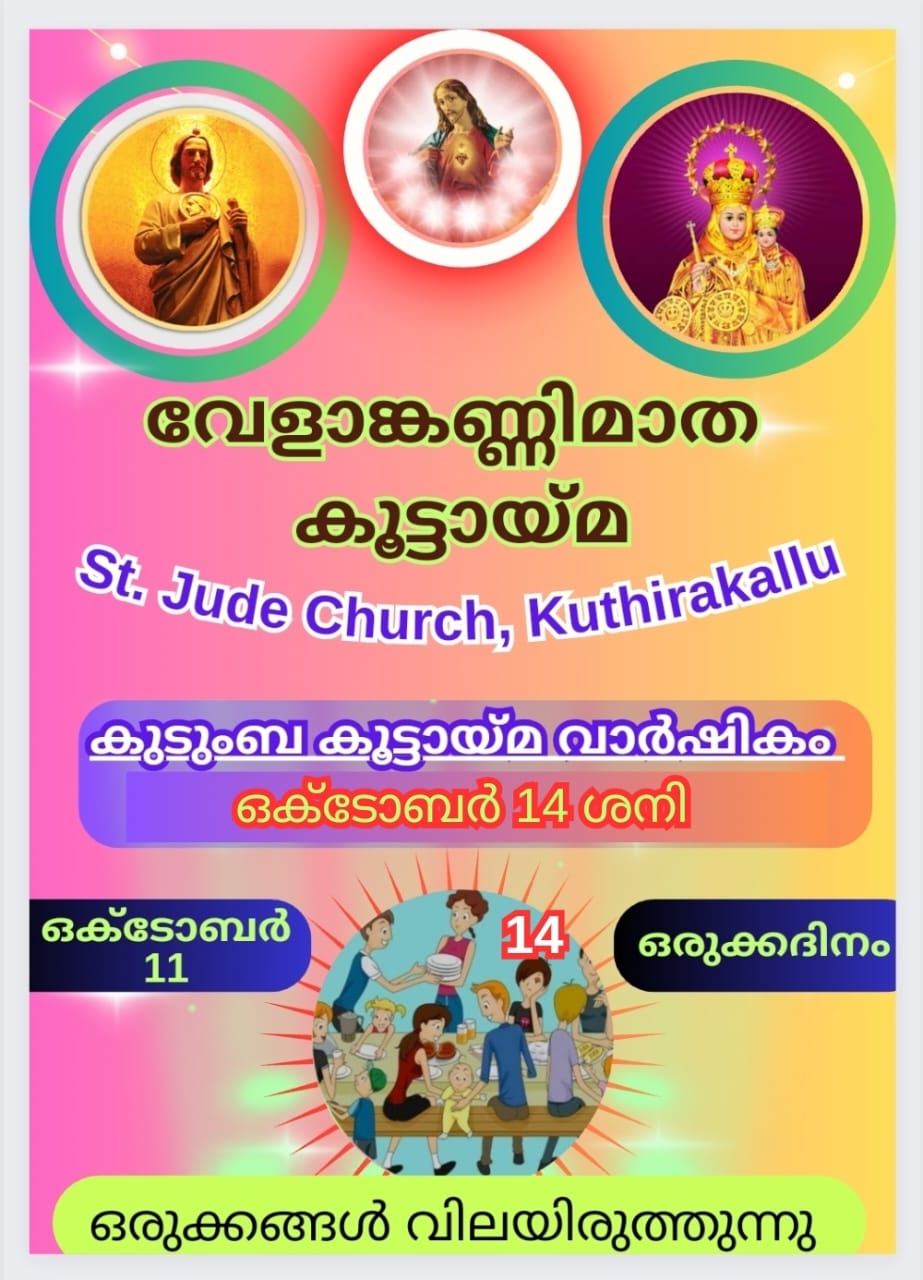 വേളാങ്കണ്ണിമാത
കൂട്ടായ്മ
St. Jude Church, Kuthirakallu
കുടുംബ കൂട്ടായ്മ വാർഷികം
ഒക്ടോബർ 14 ശനി
ഒക്ടോബർ
11
14
ഒരുക്കദിനം
ഒരുക്കങ്ങൾ വിലയിരുത്തുന്നു